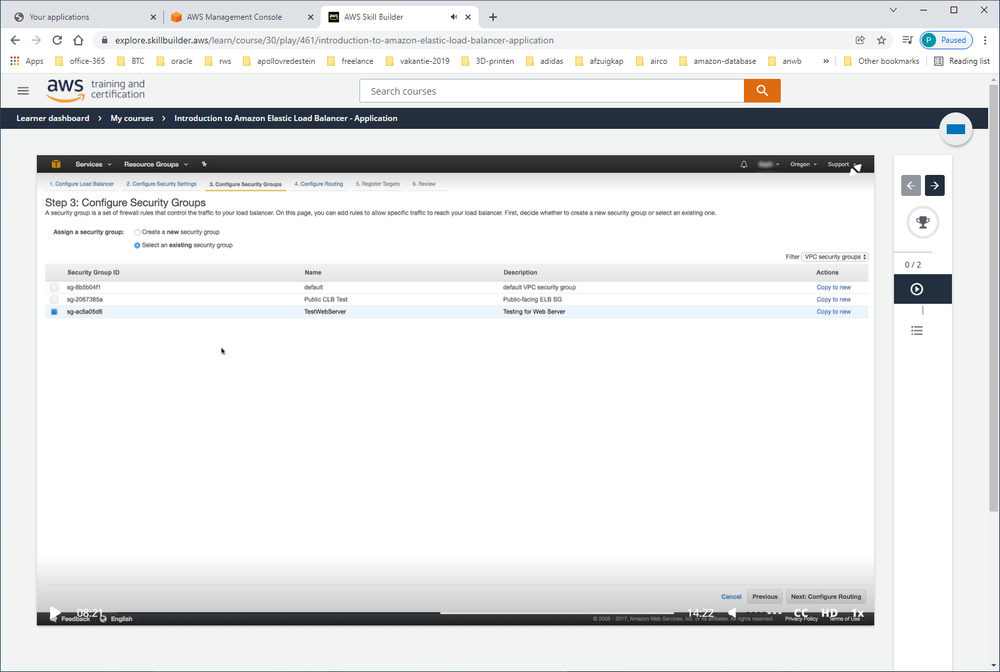 Your applications
AWS Management Console
aws AWS Skill Builder
explore.skillbuilder.aws/learn/course/30/play/461/introduction-to-amazon-elastic-load-balancer-application
P Paused
Apps office-365 BTC oracle rws apollovredestein freelance vakantie-2019 3D-printen adidas afzuigkap airco amazon-database anwb » Other bookmarks Reading list
aws training and
certification
Search courses
Learner dashboard > My courses > Introduction to Amazon Elastic Load Balancer - Application
Services Resource Groups Oregon Support
1. Configure Load Balancer 2. Configure Security Settings 3. Configure Security Groups 4. Configure Routing 5. Register Targets 6. Review
Step 3: Configure Security Groups
A security group is a set of firewall rules that control the traffic to your load balancer. On this page, you can add rules to allow specific traffic to reach your load balancer. First, decide whether to create a new security group or select an existing one.
Assign a security group: Create a new security group
Select an existing security group
Filter VPC security groups
Security Group ID Name Description Actions
sg-8b5b04f1 default default VPC security group Copy to new
sg-2067385a Public CLB Test Public-facing ELB SG Copy to new
sg-ac5a05d6 TestWebServer Testing for Web Server Copy to new
Cancel Previous Next: Configure Routing
08:21 14:22 CC HD 1x
Feedback English © 2008 - 2017, Amazon Web Services, Inc. or its affiliates. All rights reserved. Privacy Policy Terms of Use
0 / 2